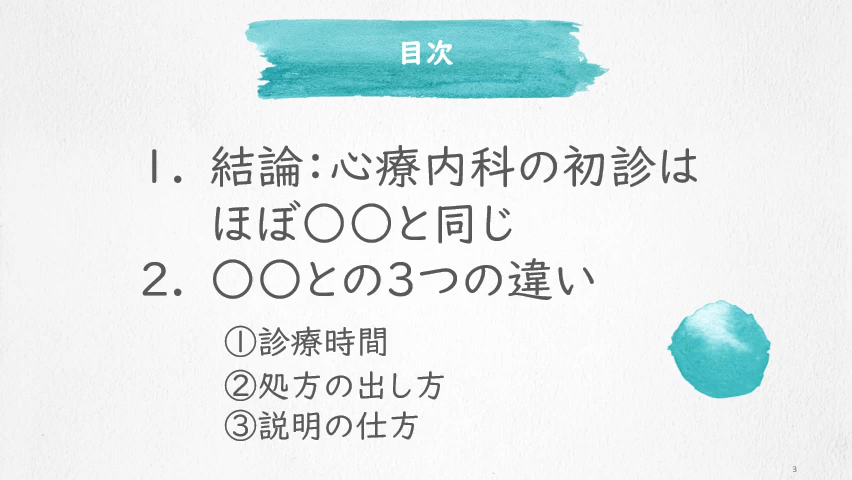 目次
1. 結論：心療内科の初診は
ほぼ〇〇と同じ
2. 〇〇との3つの違い
①診療時間
②処方の出し方
③説明の仕方
3